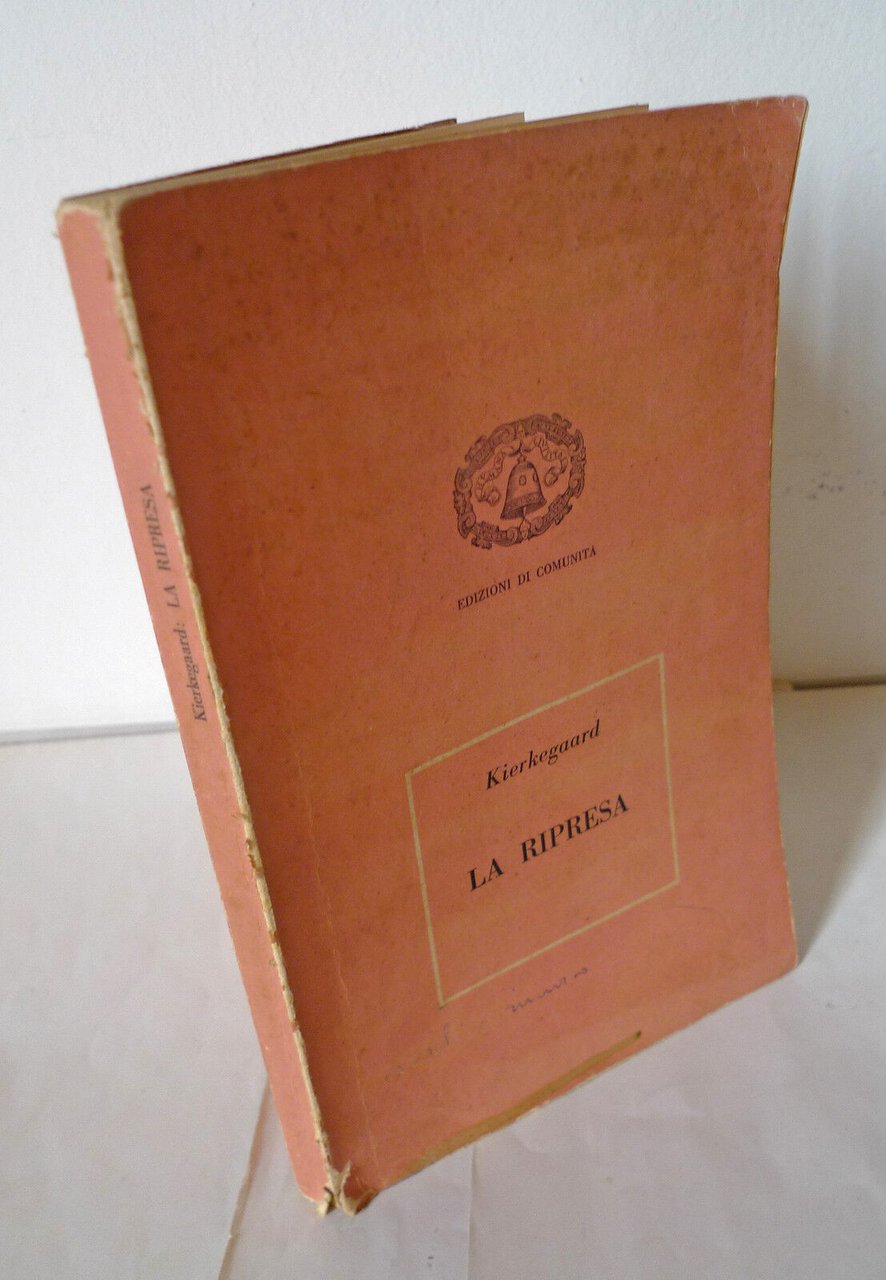 Kierkegaard: LA RIPRESA
EDIZIONI DI COMUNITÀ
Kierkegaard
LA RIPRESA